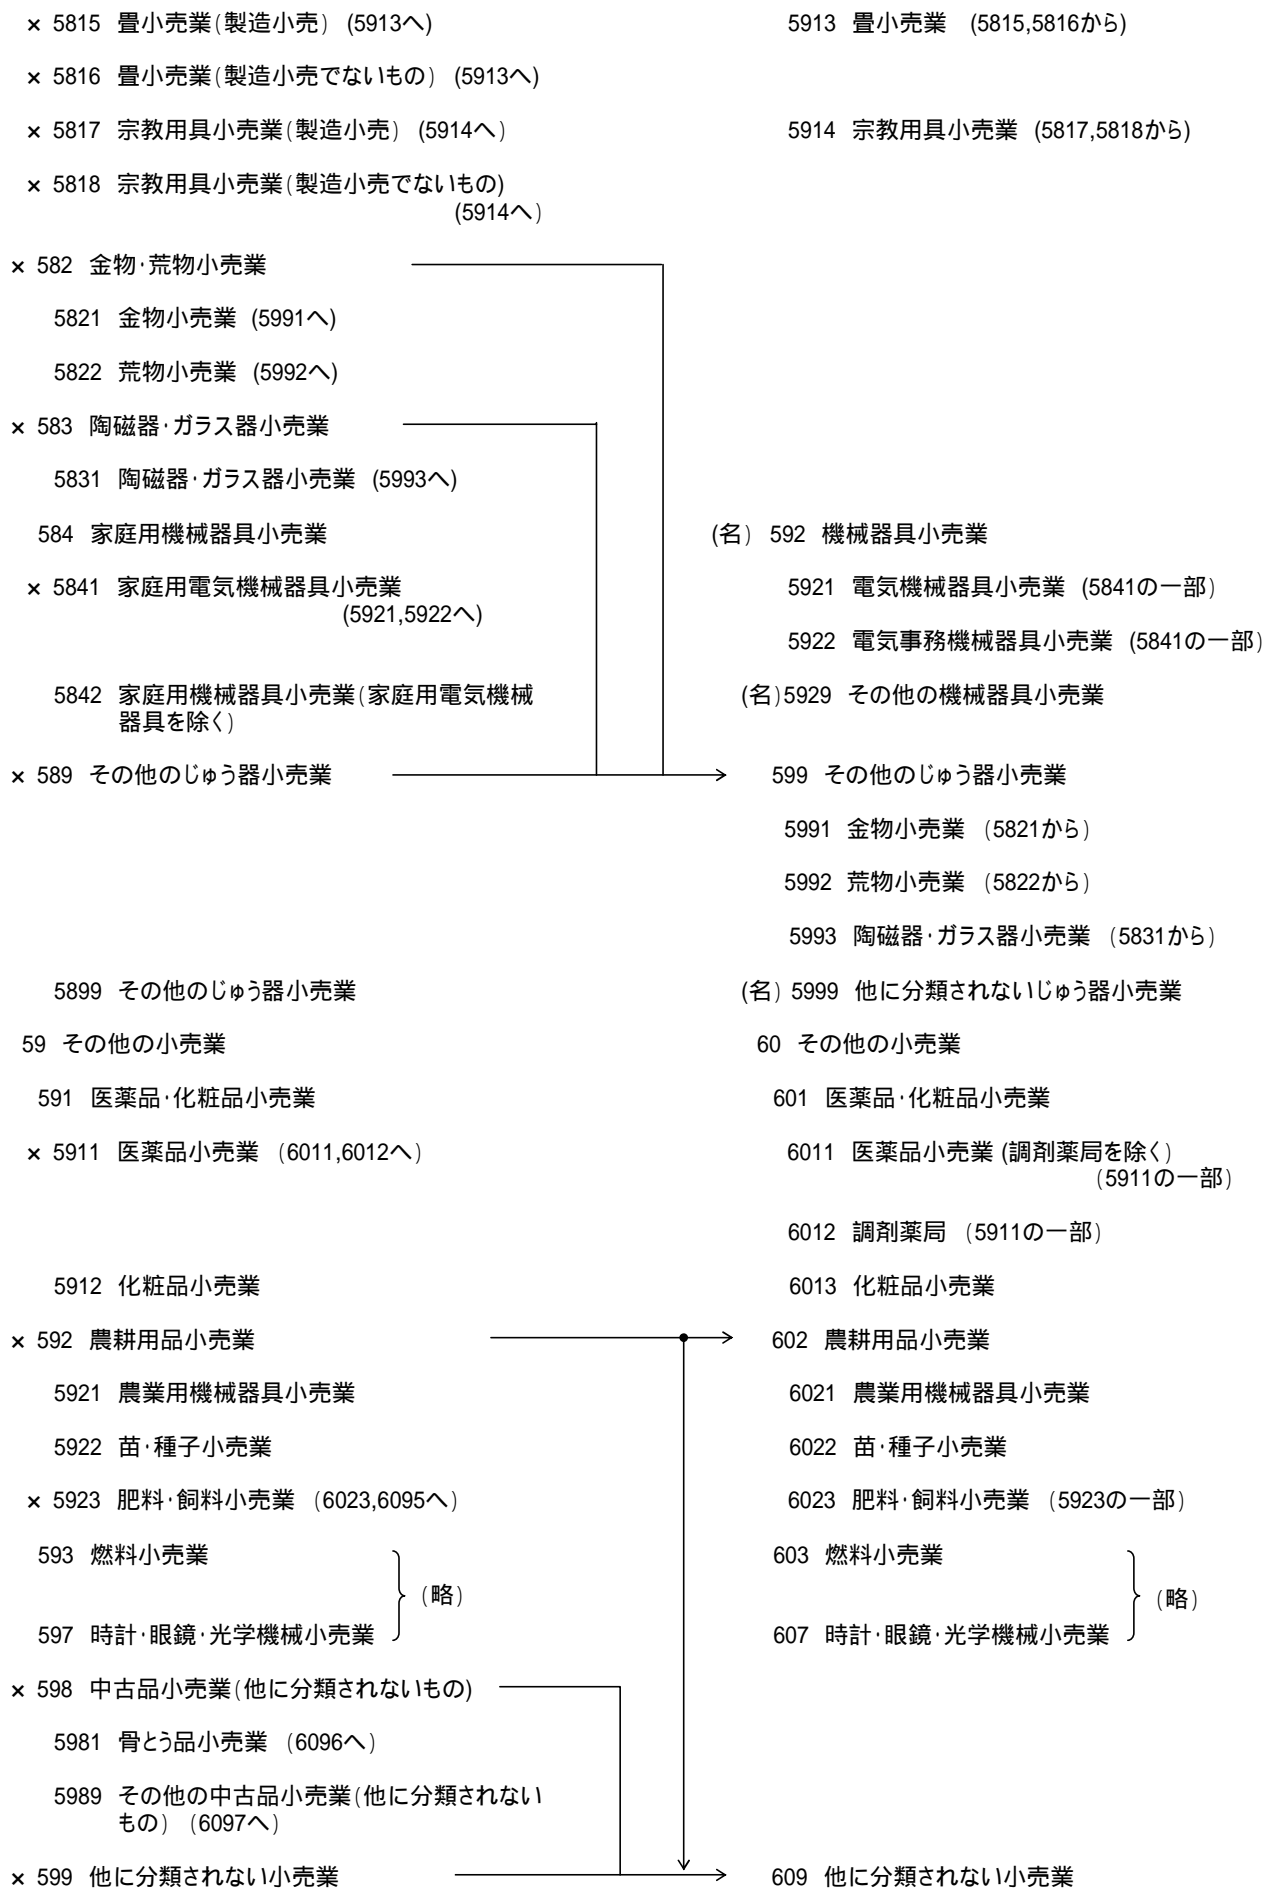 × 5815 畳小売業(製造小売) (5913へ) 5913 畳小売業 (5815,5816から)
× 5816 畳小売業(製造小売でないもの) (5913へ)
× 5817 宗教用具小売業(製造小売) (5914へ) 5914 宗教用具小売業 (5817,5818から)
× 5818 宗教用具小売業(製造小売でないもの)
(5914へ)
× 582 金物・荒物小売業
5821 金物小売業 (5991へ)
5822 荒物小売業 (5992へ)
× 583 陶磁器・ガラス器小売業
5831 陶磁器・ガラス器小売業 (5993へ)
584 家庭用機械器具小売業 (名) 592 機械器具小売業
× 5841 家庭用電気機械器具小売業 5921 電気機械器具小売業 (5841の一部)
(5921,5922へ)
5922 電気事務機械器具小売業 (5841の一部)
5842 家庭用機械器具小売業(家庭用電気機械 (名)5929 その他の機械器具小売業
器具を除く)
× 589 その他のじゅう器小売業 599 その他のじゅう器小売業
5991 金物小売業 (5821から)
5992 荒物小売業 (5822から)
5993 陶磁器・ガラス器小売業 (5831から)
5899 その他のじゅう器小売業 (名) 5999 他に分類されないじゅう器小売業
59 その他の小売業 60 その他の小売業
591 医薬品・化粧品小売業 601 医薬品・化粧品小売業
× 5911 医薬品小売業 (6011,6012へ) 6011 医薬品小売業 (調剤薬局を除く)
(5911の一部)
6012 調剤薬局 (5911の一部)
5912 化粧品小売業 6013 化粧品小売業
× 592 農耕用品小売業 602 農耕用品小売業
5921 農業用機械器具小売業 6021 農業用機械器具小売業
5922 苗・種子小売業 6022 苗・種子小売業
× 5923 肥料・飼料小売業 (6023,6095へ) 6023 肥料・飼料小売業 (5923の一部)
593 燃料小売業 603 燃料小売業
(略) (略)
597 時計・眼鏡・光学機械小売業 607 時計・眼鏡・光学機械小売業
× 598 中古品小売業(他に分類されないもの)
5981 骨とう品小売業 (6096へ)
5989 その他の中古品小売業(他に分類されない
もの) (6097へ)
× 599 他に分類されない小売業 609 他に分類されない小売業